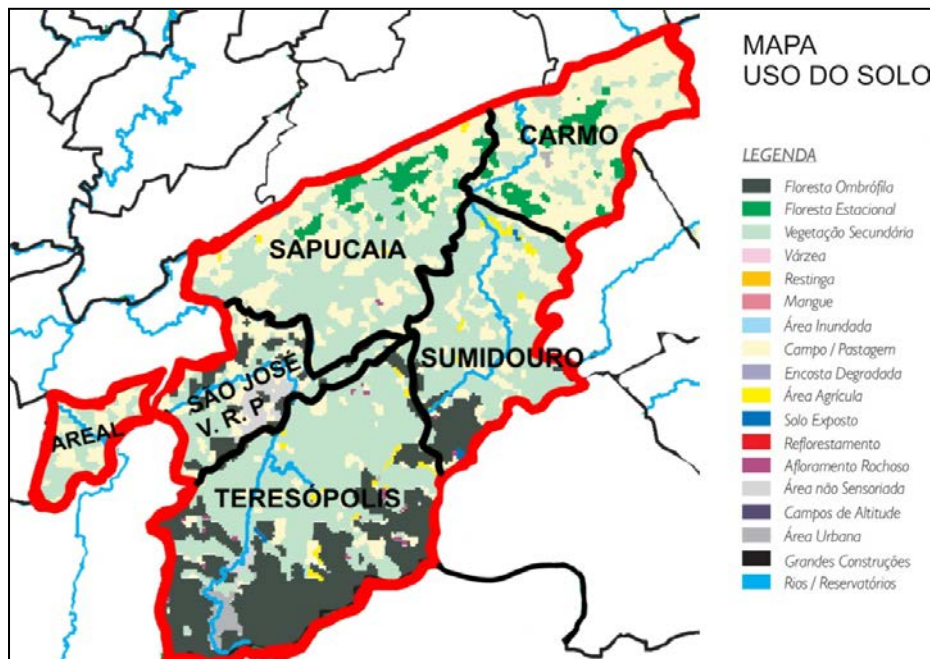 MAPA
USO DO SOLO
LEGENDA
Floresta Ombrófila
Floresta Estacional
Vegetação Secundária
Várzea
Restinga
Mangue
Área Inundada
Campo / Pastagem
Encosta Degradada
Área Agrícula
Solo Exposto
Reflorestamento
Afloramento Rochoso
Área não Sensoriada
Campos de Altitude
Área Urbana
Grandes Construções
Rios / Reservatórios
CARMO
SAPUCAIA
SUMIDOURO
SÃO JOSÉ
V. R. P.
AREAL
TERESÓPOLIS